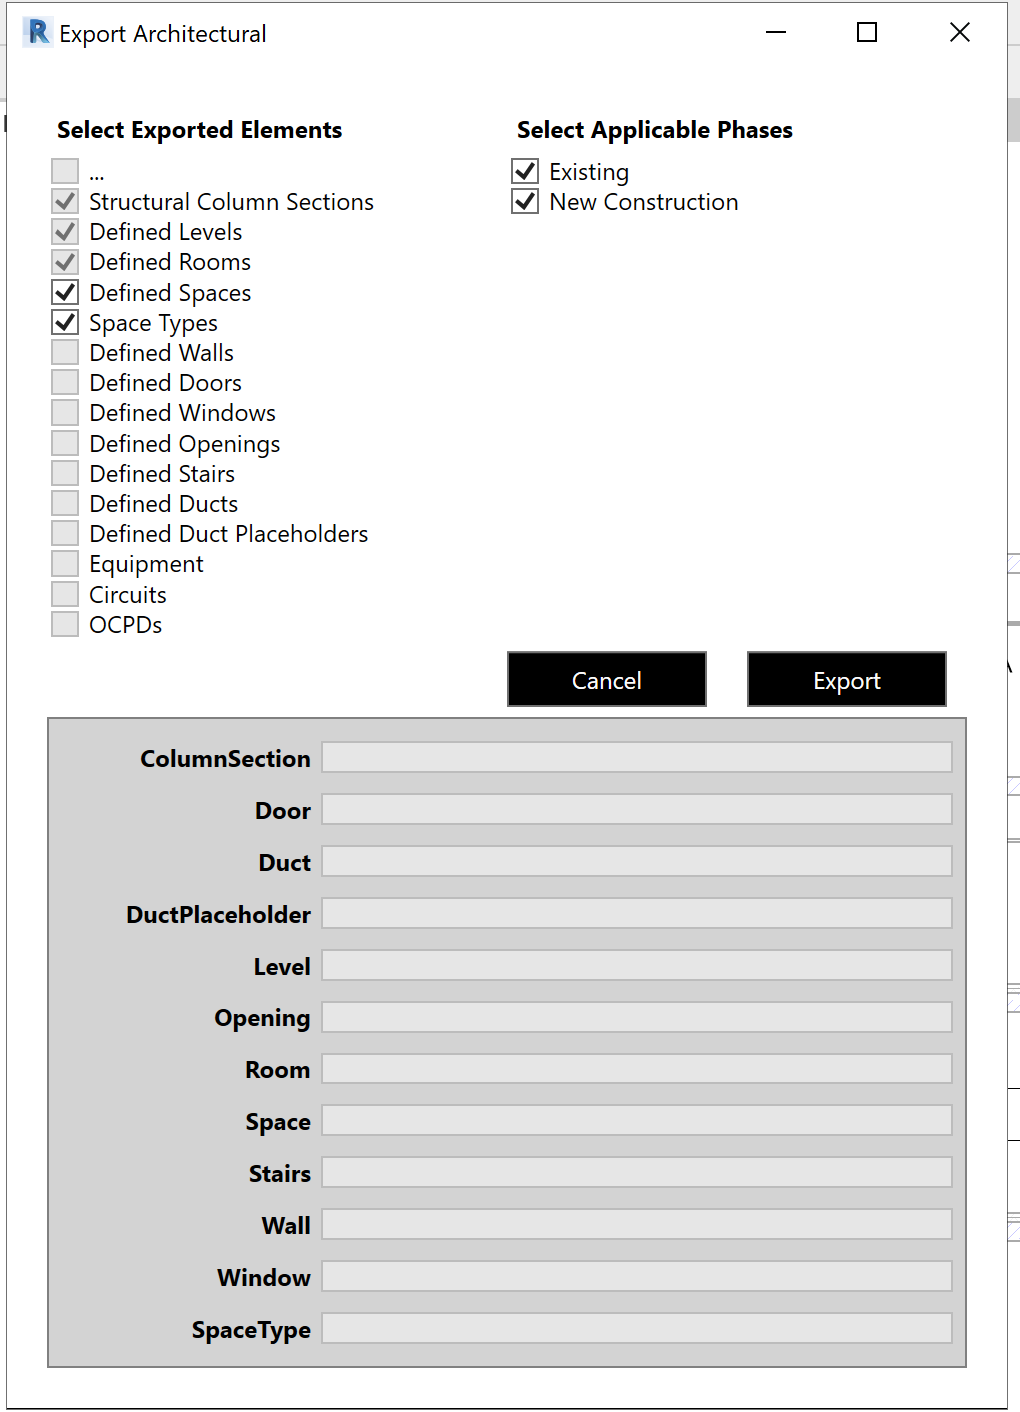 Export Architectural
Select Exported Elements
...
Structural Column Sections
Defined Levels
Defined Rooms
Defined Spaces
Space Types
Defined Walls
Defined Doors
Defined Windows
Defined Openings
Defined Stairs
Defined Ducts
Defined Duct Placeholders
Equipment
Circuits
OCPDs
Select Applicable Phases
Existing
New Construction
Cancel
Export
ColumnSection
Door
Duct
DuctPlaceholder
Level
Opening
Room
Space
Stairs
Wall
Window
SpaceType